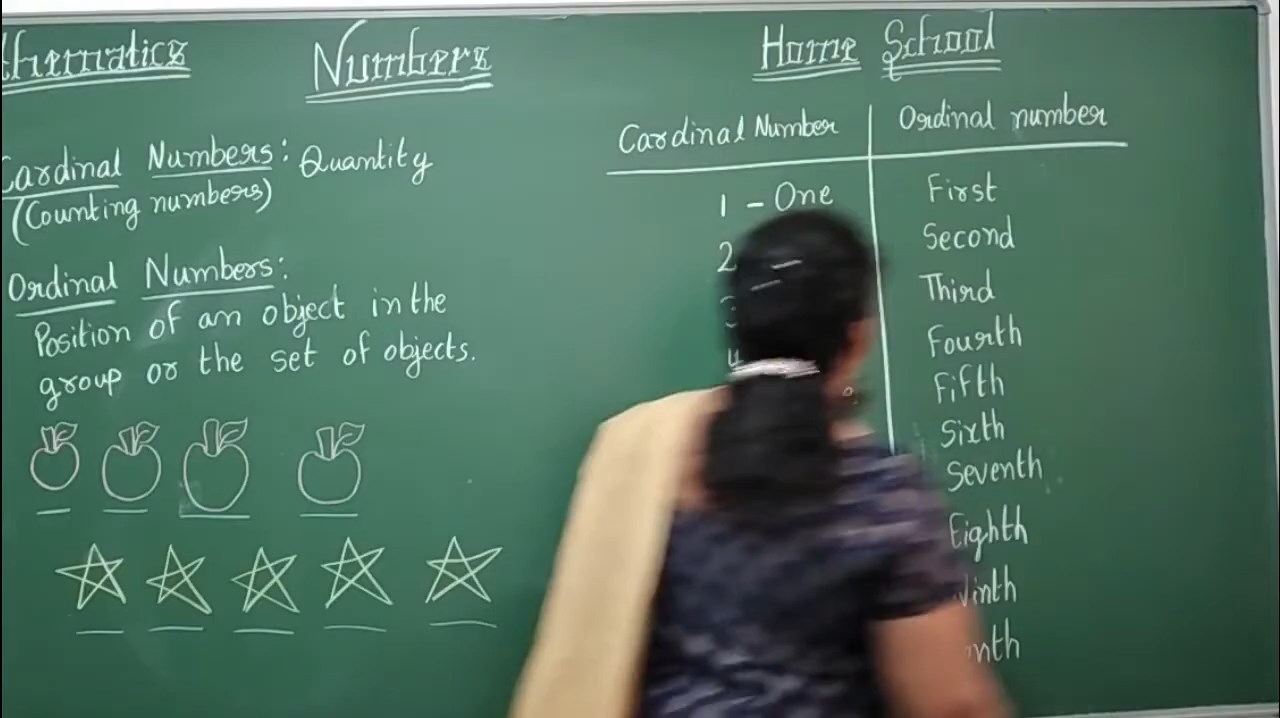 thematics Numbers Home School
Cardinal Numbers: Quantity
(Counting numbers)
Ordinal Numbers:
Position of an object in the
group or the set of objects.
Cardinal Number Ordinal number
1 - One First
2 Second
3 Third
4 Fourth
Fifth
Sixth
Seventh
Eighth
Ninth
nth